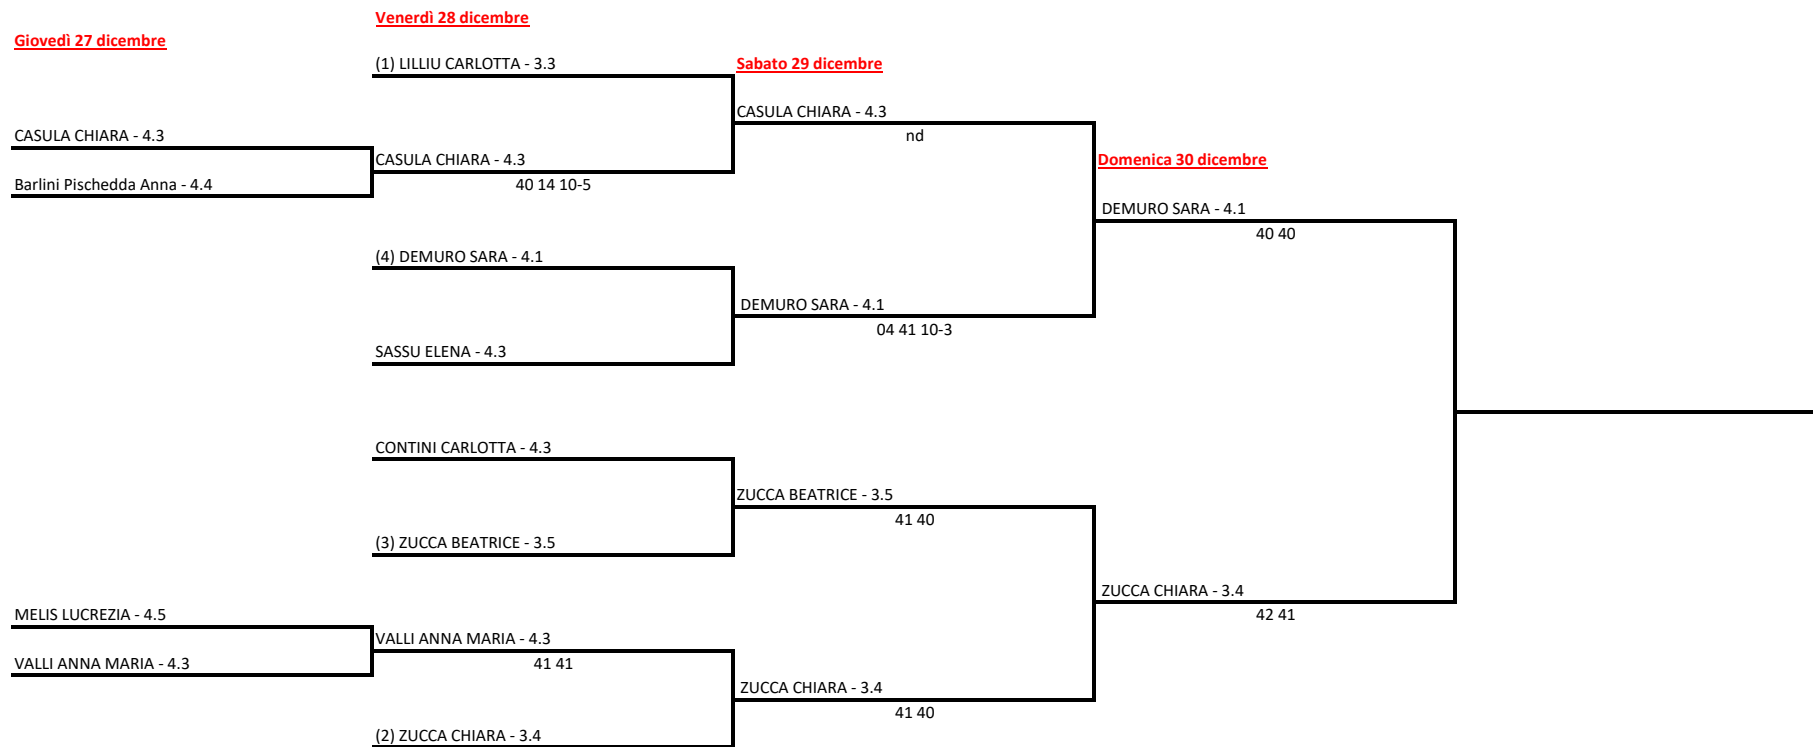 Venerdì 28 dicembre
Giovedì 27 dicembre
(1) LILLIU CARLOTTA - 3.3
Sabato 29 dicembre
CASULA CHIARA - 4.3
nd
CASULA CHIARA - 4.3
CASULA CHIARA - 4.3
40 14 10-5
Domenica 30 dicembre
Barlini Pischedda Anna - 4.4
DEMURO SARA - 4.1
40 40
(4) DEMURO SARA - 4.1
DEMURO SARA - 4.1
04 41 10-3
SASSU ELENA - 4.3
CONTINI CARLOTTA - 4.3
ZUCCA BEATRICE - 3.5
41 40
(3) ZUCCA BEATRICE - 3.5
ZUCCA CHIARA - 3.4
42 41
MELIS LUCREZIA - 4.5
VALLI ANNA MARIA - 4.3
41 41
VALLI ANNA MARIA - 4.3
ZUCCA CHIARA - 3.4
41 40
(2) ZUCCA CHIARA - 3.4